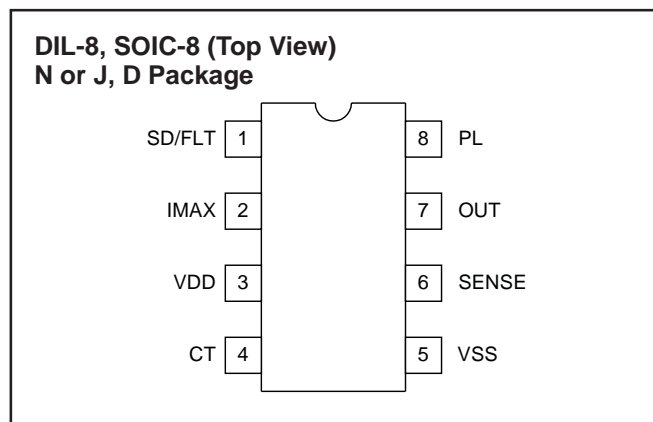 DIL-8, SOIC-8 (Top View)
N or J, D Package
SD/FLT 1 8 PL
IMAX 2 7 OUT
VDD 3 6 SENSE
CT 4 5 VSS